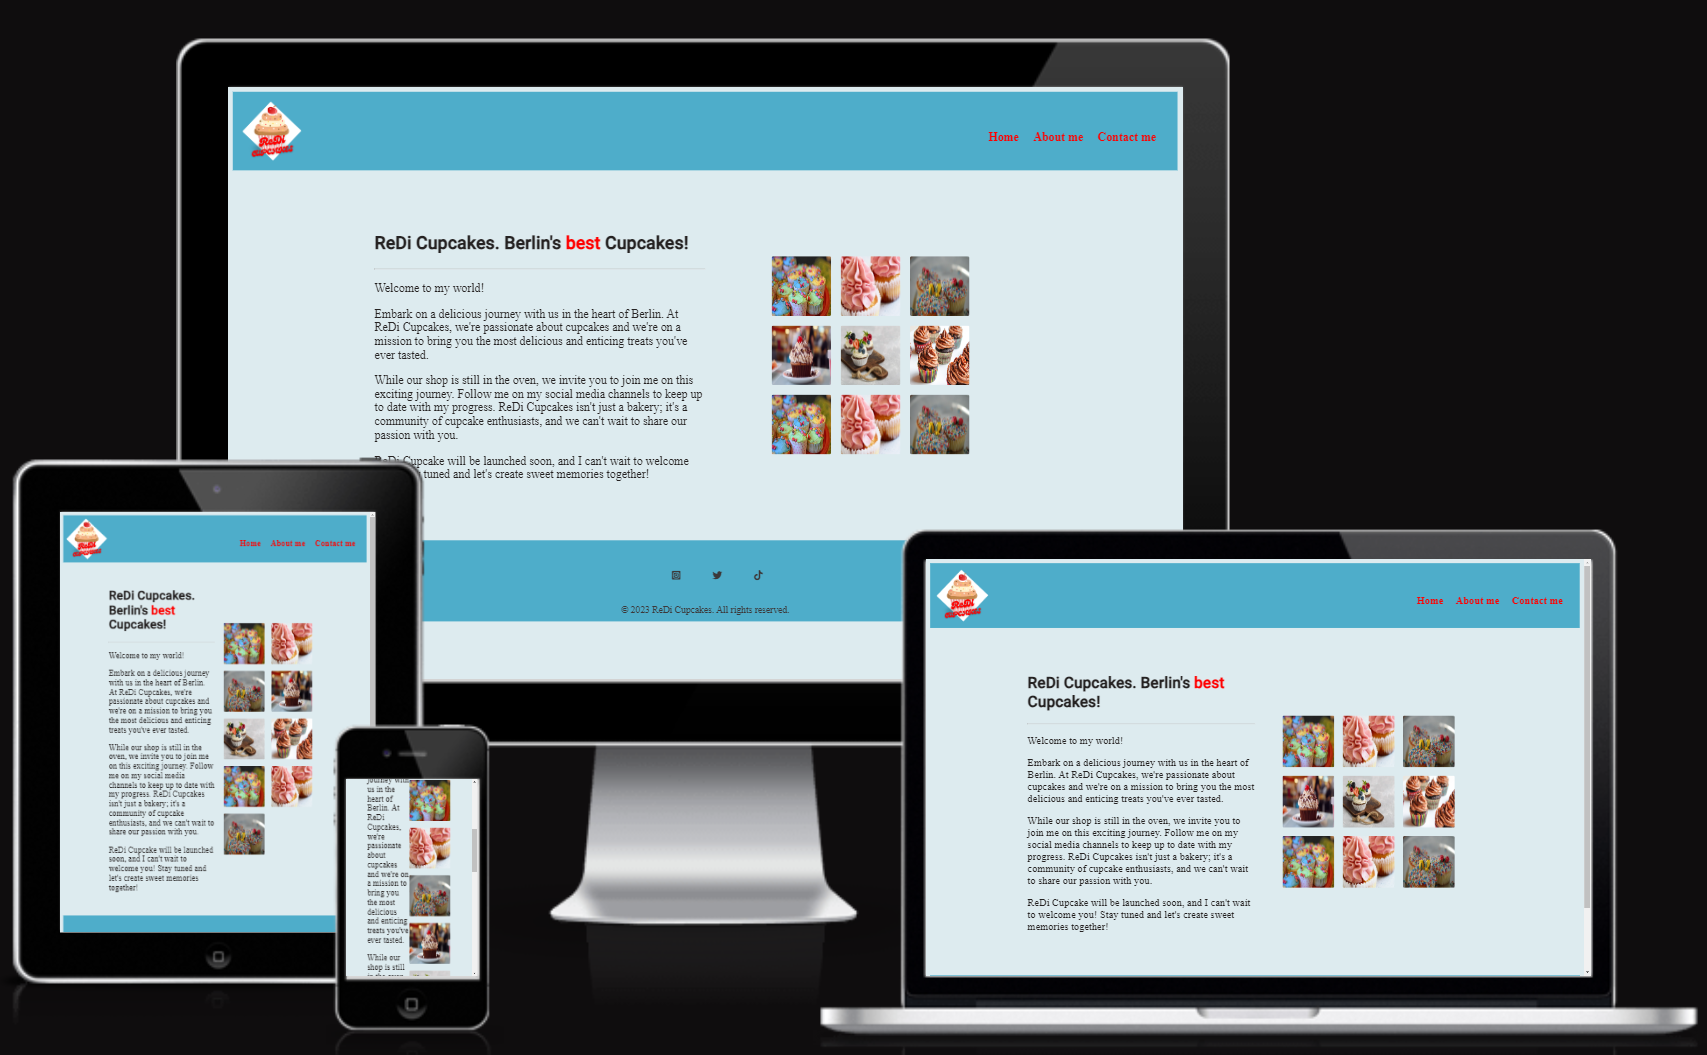 ReDi
CUPCAKES
Home About me Contact me
ReDi Cupcakes. Berlin's best Cupcakes!
Welcome to my world!
Embark on a delicious journey with us in the heart of Berlin. At
ReDi Cupcakes, we're passionate about cupcakes and we're on a
mission to bring you the most delicious and enticing treats you've
ever tasted.
While our shop is still in the oven, we invite you to join me on this
exciting journey. Follow me on my social media channels to keep up
to date with my progress. ReDi Cupcakes isn't just a bakery; it's a
community of cupcake enthusiasts, and we can't wait to share our
passion with you.
ReDi Cupcake will be launched soon, and I can't wait to welcome
tuned and let's create sweet memories together!
© 2023 ReDi Cupcakes. All rights reserved.
ReDi
CUPCAKES
Home About me Contact me
ReDi Cupcakes.
Berlin's best
Cupcakes!
Welcome to my world!
Embark on a delicious journey
with us in the heart of Berlin.
At ReDi Cupcakes, we're
passionate about cupcakes and
we're on a mission to bring you
the most delicious and enticing
treats you've ever tasted.
While our shop is still in the
oven, we invite you to join me
on this exciting journey. Follow
me on my social media
channels to keep up to date with
my progress. ReDi Cupcakes
isn't just a bakery; it's a
community of cupcake
enthusiasts, and we can't wait to
share our passion with you.
ReDi Cupcake will be launched
soon, and I can't wait to
welcome you! Stay tuned and
let's create sweet memories
together!
journey with
us in the
heart of
Berlin. At
ReDi
Cupcakes,
we're
passionate
about
cupcakes
and we're on
a mission to
bring you
the most
delicious
and enticing
treats you've
ever tasted.
While our
shop is still
in the oven,
ReDi
CUPCAKES
Home About me Contact me
ReDi Cupcakes. Berlin's best
Cupcakes!
Welcome to my world!
Embark on a delicious journey with us in the heart of
Berlin. At ReDi Cupcakes, we're passionate about
cupcakes and we're on a mission to bring you the most
delicious and enticing treats you've ever tasted.
While our shop is still in the oven, we invite you to
join me on this exciting journey. Follow me on my
social media channels to keep up to date with my
progress. ReDi Cupcakes isn't just a bakery; it's a
community of cupcake enthusiasts, and we can't wait
to share our passion with you.
ReDi Cupcake will be launched soon, and I can't wait
to welcome you! Stay tuned and let's create sweet
memories together!